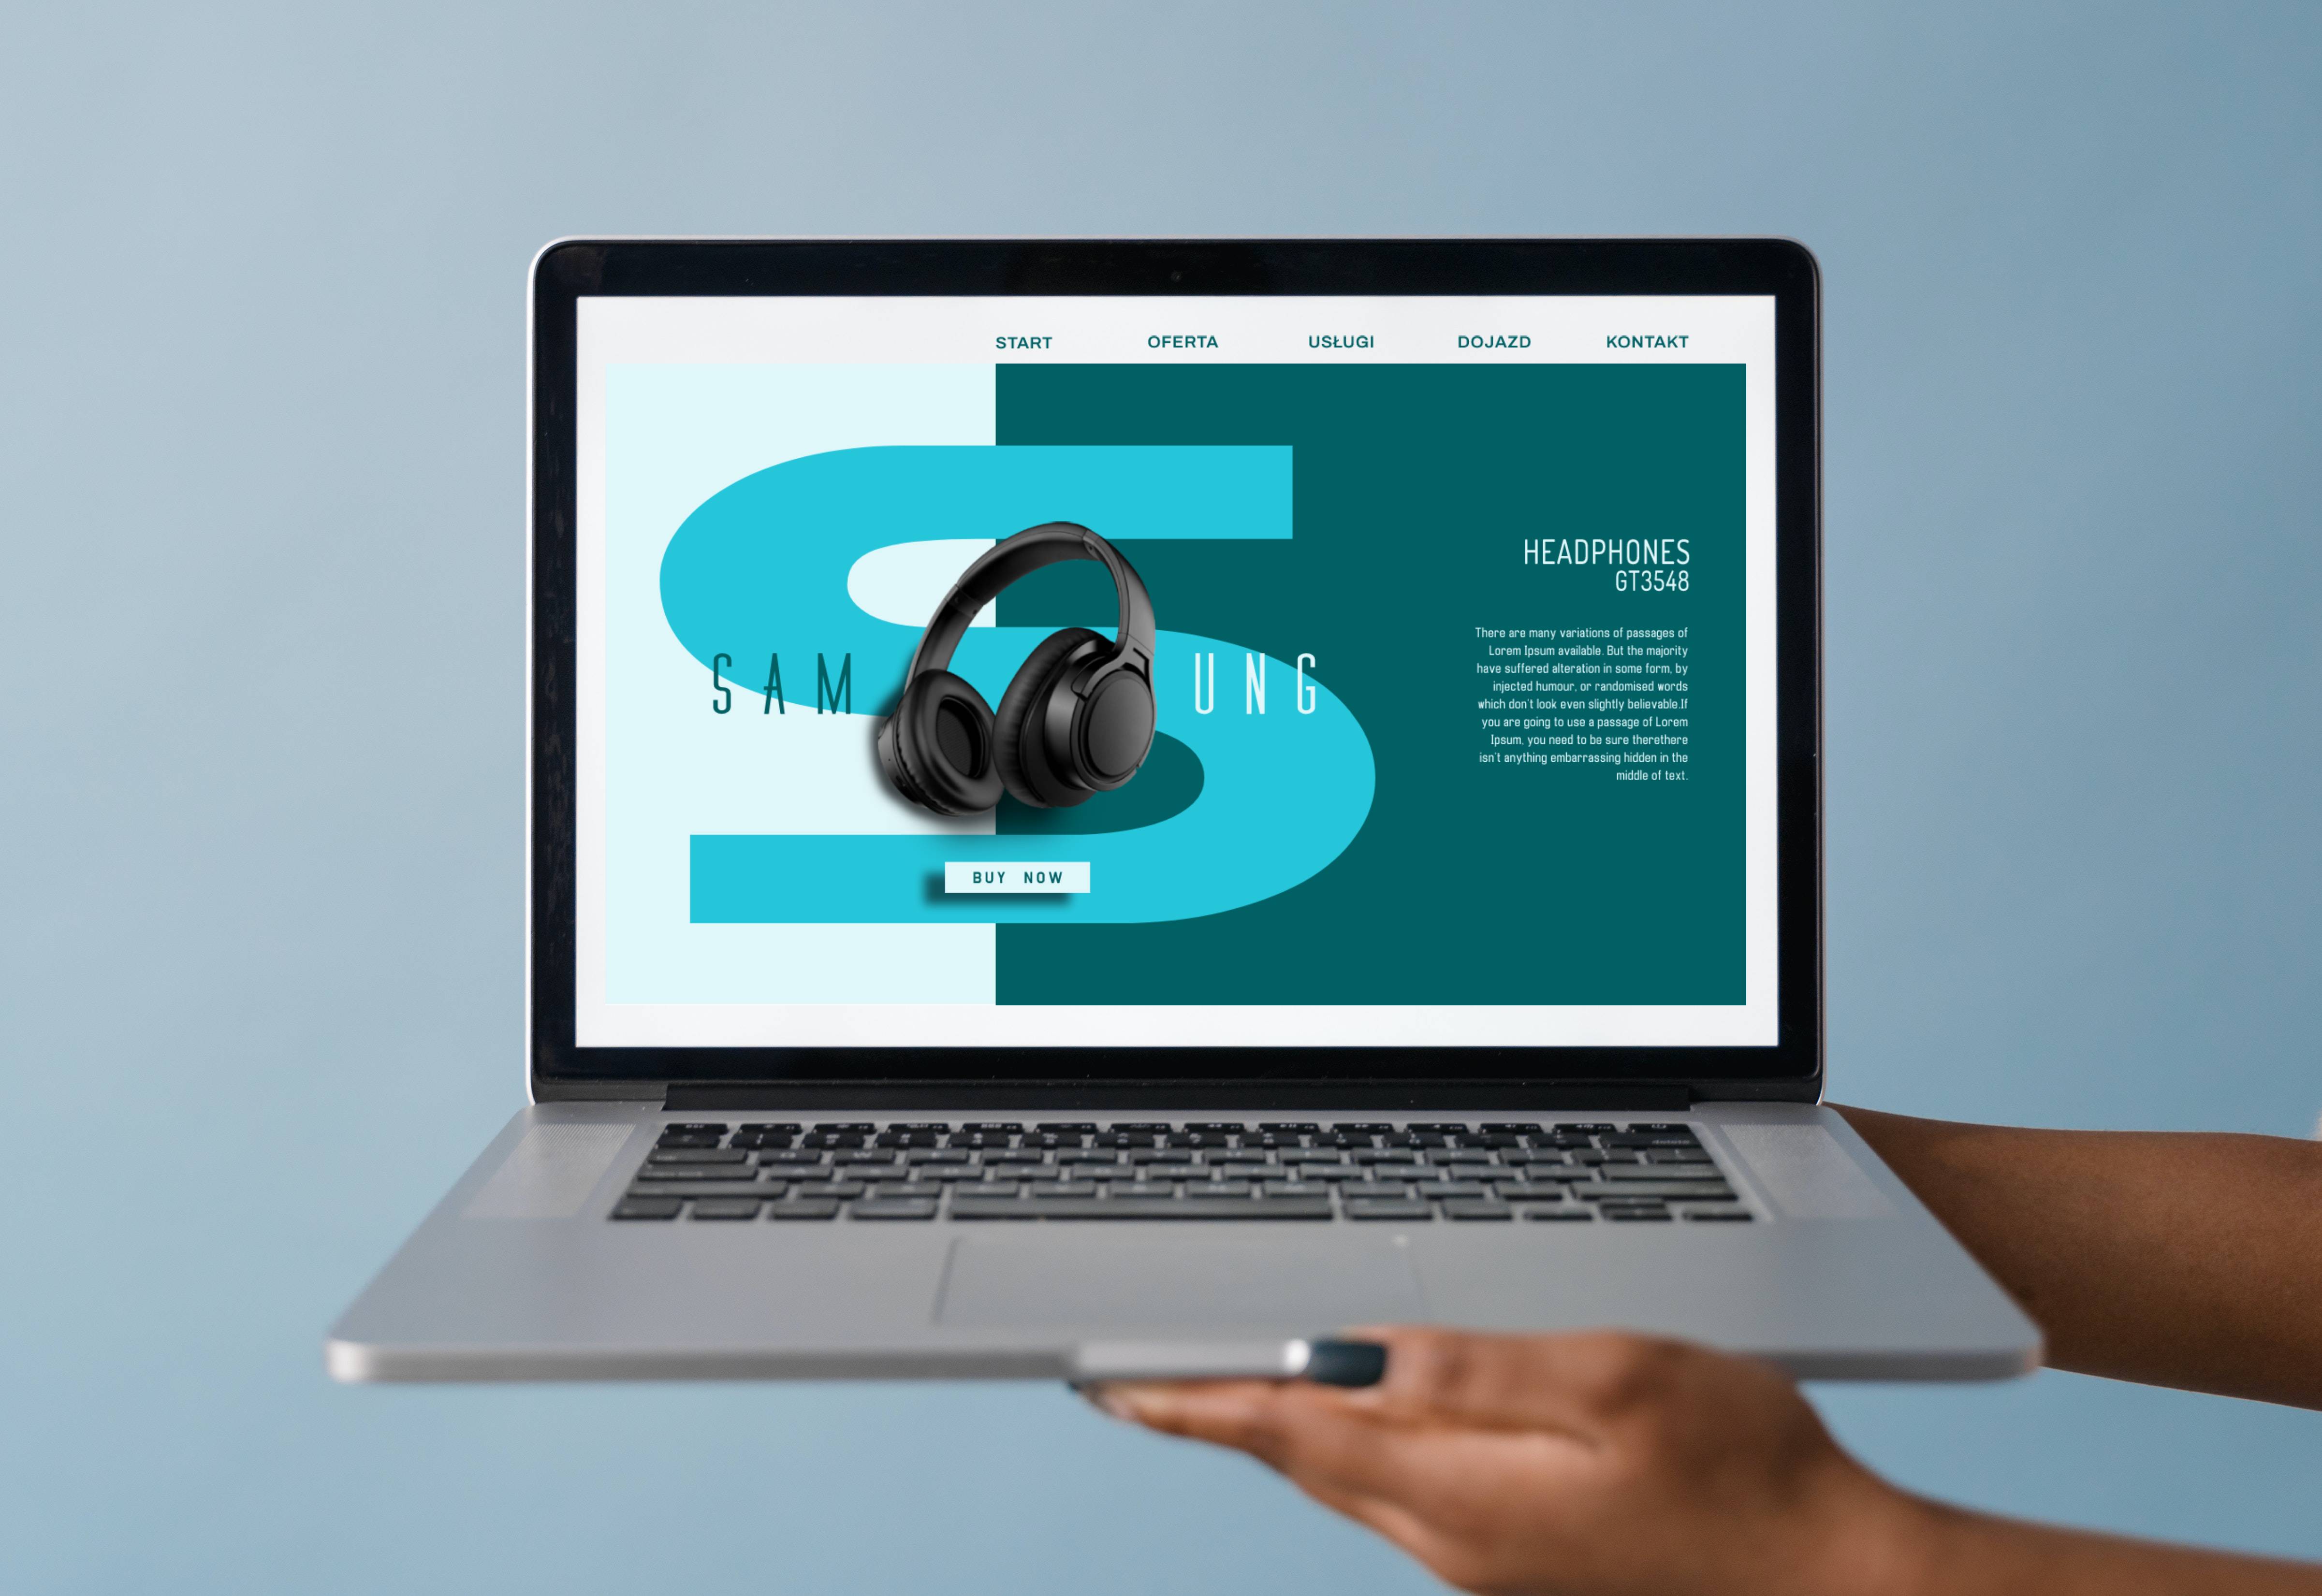 START OFERTA USŁUGI DOJAZD KONTAKT
SAM UNG
HEADPHONES
GT3548
There are many variations of passages of
Lorem Ipsum available. But the majority
have suffered alteration in some form, by
injected humour, or randomised words
which don't look even slightly believable.If
you are going to use a passage of Lorem
Ipsum, you need to be sure therethere
isn't anything embarrassing hidden in the
middle of text.
BUY NOW